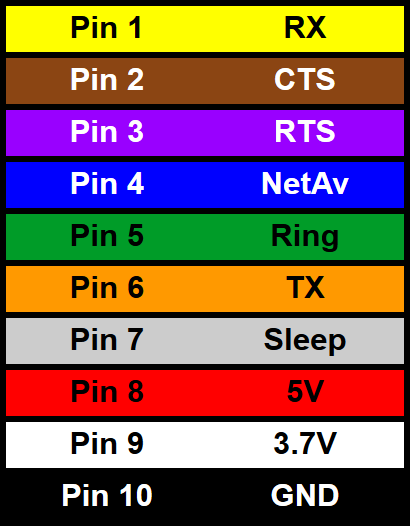 Pin 1 RX
Pin 2 CTS
Pin 3 RTS
Pin 4 NetAv
Pin 5 Ring
Pin 6 TX
Pin 7 Sleep
Pin 8 5V
Pin 9 3.7V
Pin 10 GND